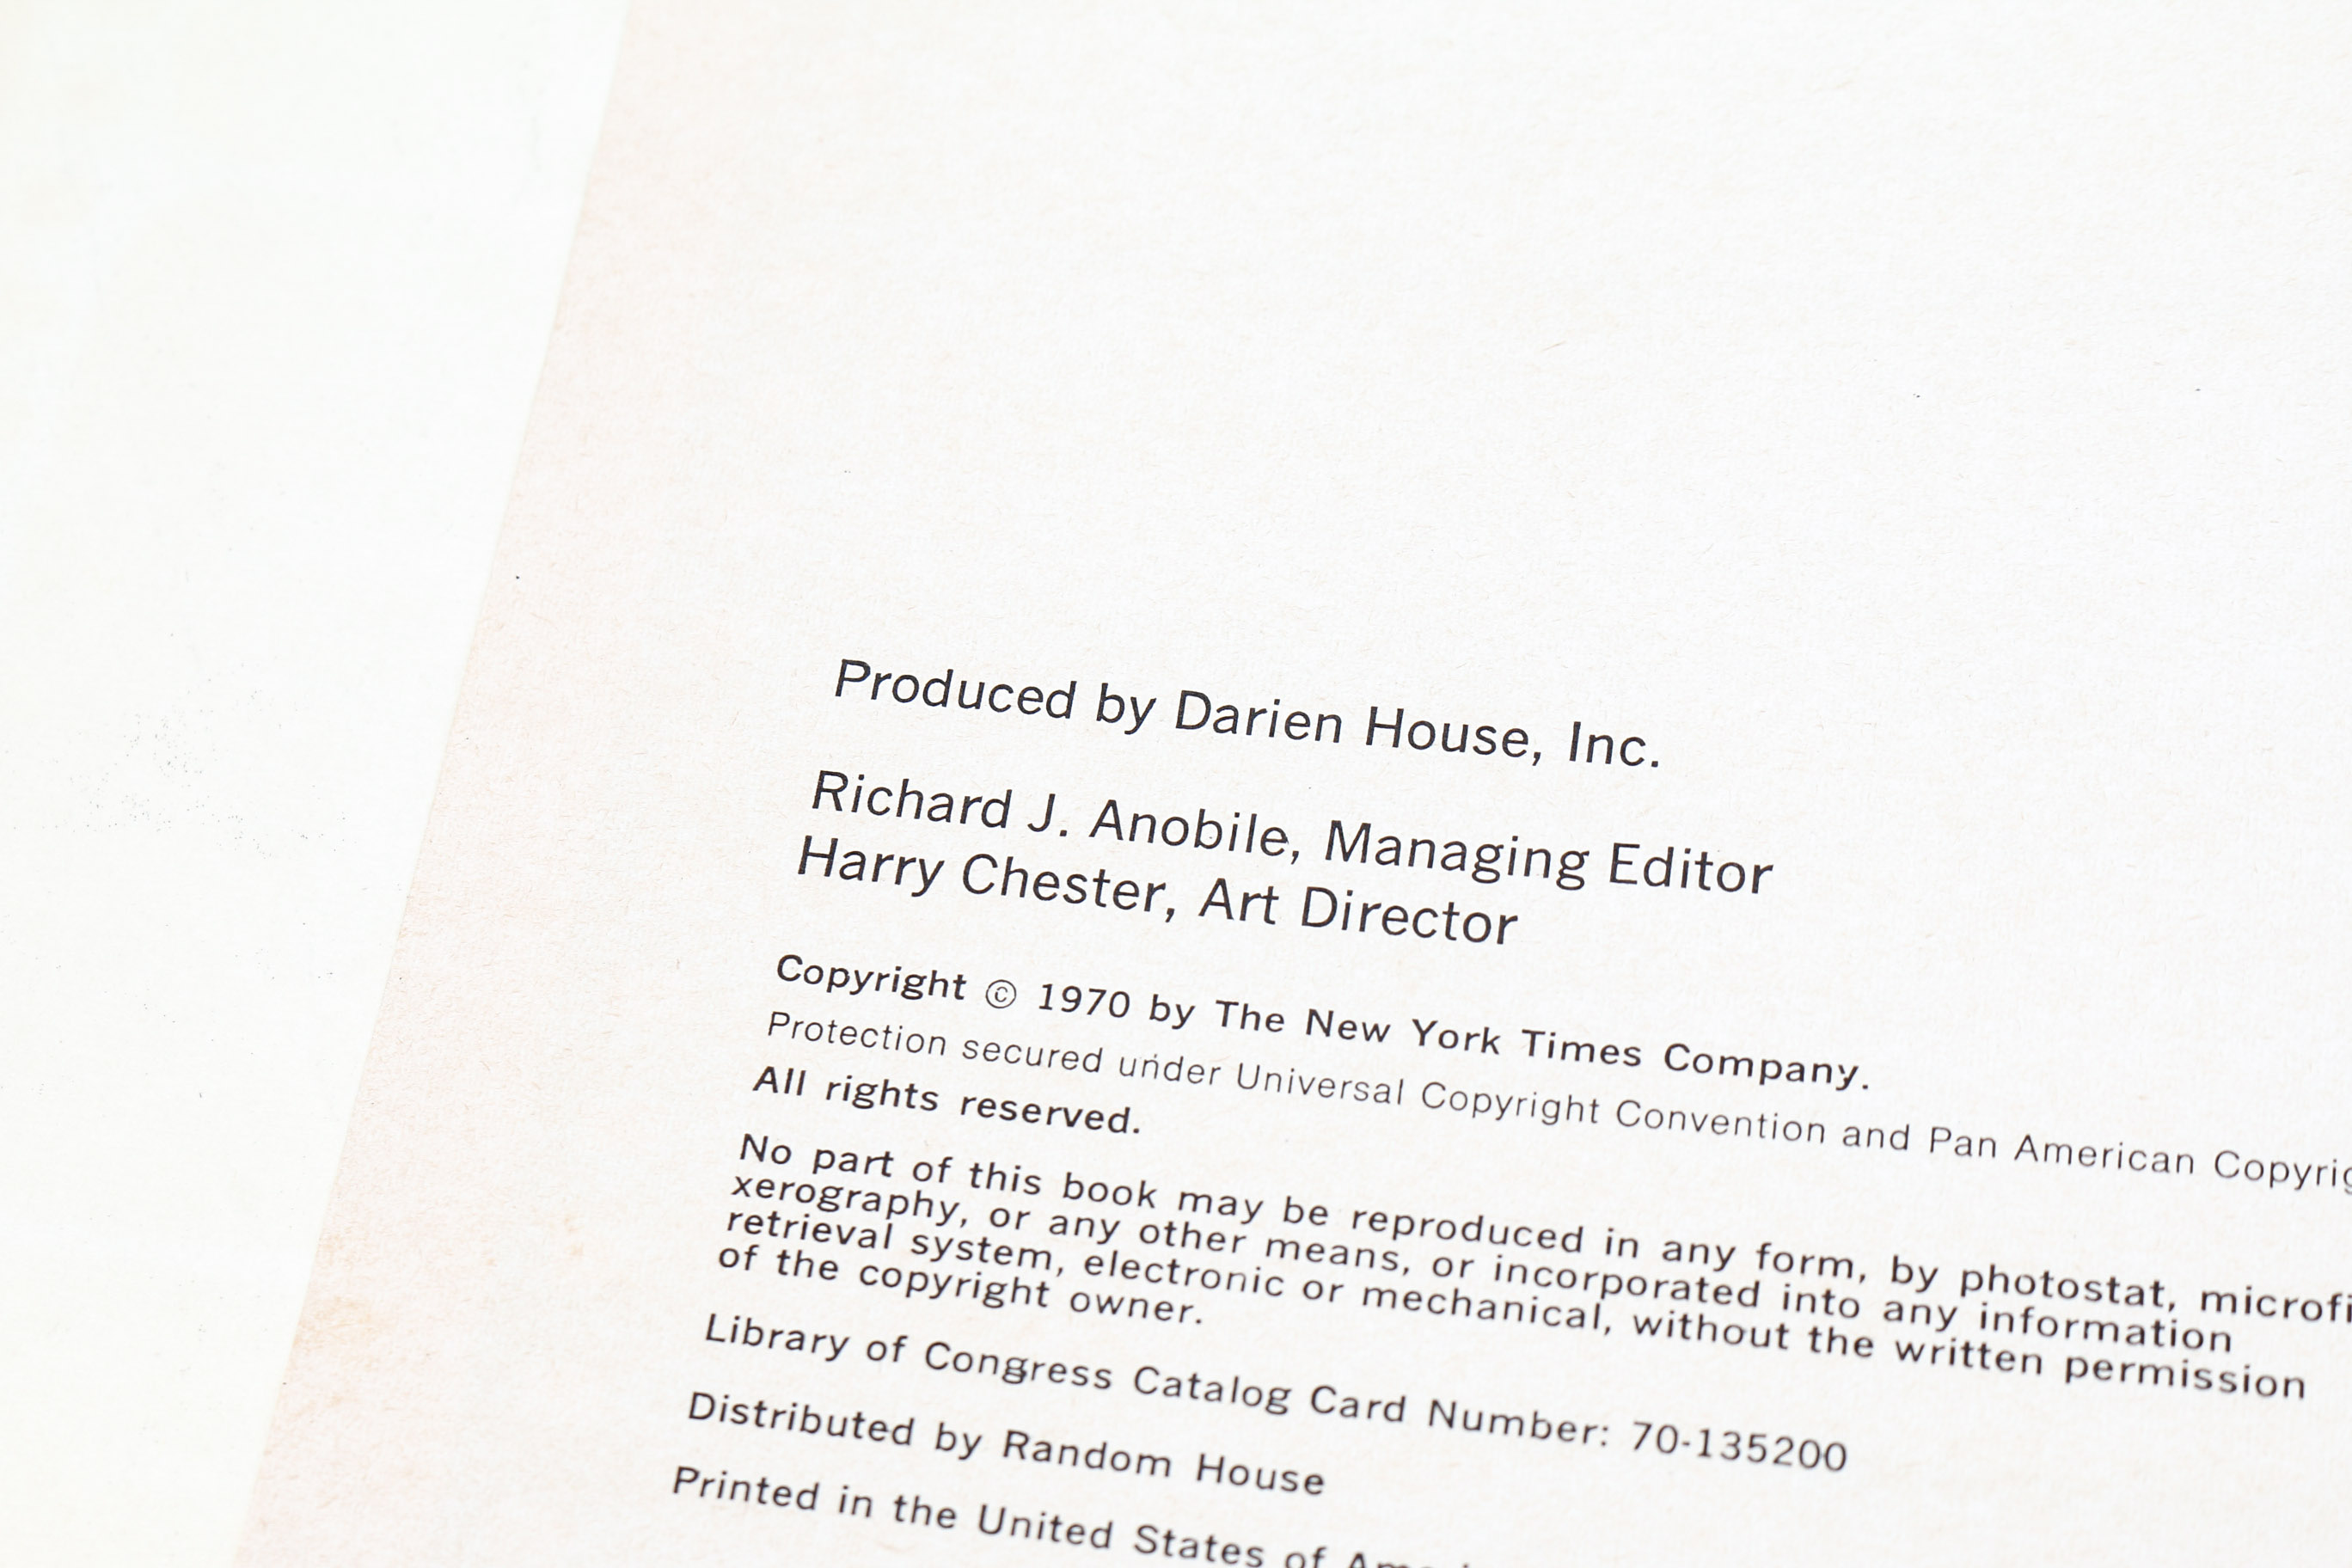 Produced by Darien House, Inc.
Richard J. Anobile, Managing Editor
Harry Chester, Art Director
Copyright © 1970 by The New York Times Company.
Protection secured under Universal Copyright Convention and Pan American
All rights reserved.
No part of this book may be reproduced in any form, by photostat,
xerography, or any other means, or incorporated into any information
retrieval system, electronic or mechanical, without the written permission
of the copyright owner.
Library of Congress Catalog Card Number: 70-135200
Distributed by Random House
Printed in the United States of